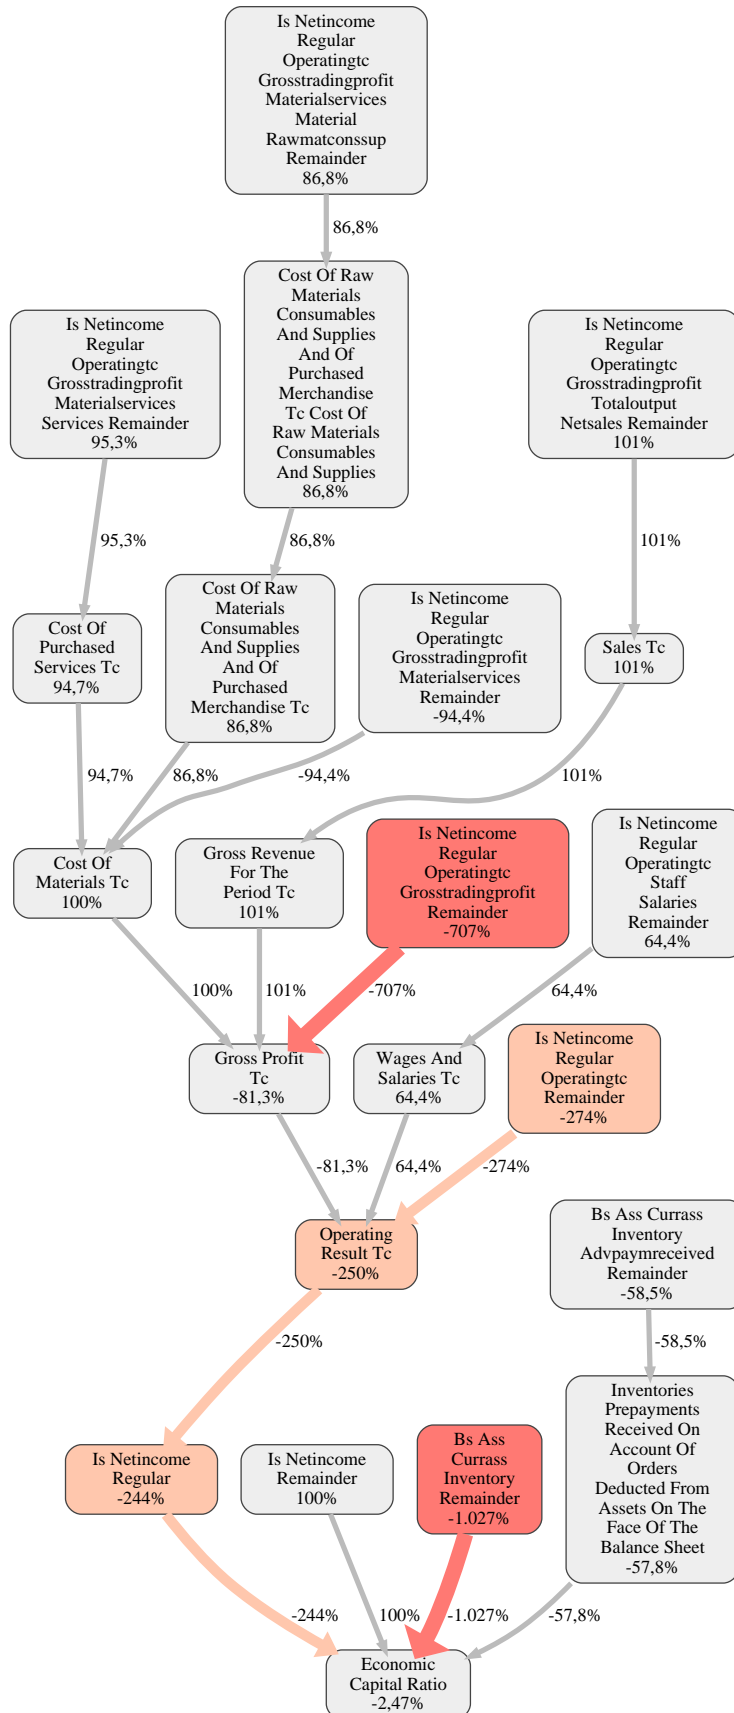 Is Netincome
Regular
Operatingtc
Grosstradingprofit
Materialservices
Material
Rawmatconssup
Remainder
86,8%
86,8%
Cost Of Raw
Materials
Consumables
And Supplies
And Of
Purchased
Merchandise
Tc Cost Of
Raw Materials
Consumables
And Supplies
86,8%
Is Netincome
Regular
Operatingtc
Grosstradingprofit
Materialservices
Services Remainder
95,3%
Is Netincome
Regular
Operatingtc
Grosstradingprofit
Totaloutput
Netsales Remainder
101%
95,3%
86,8%
101%
Cost Of
Purchased
Services Tc
94,7%
Cost Of Raw
Materials
Consumables
And Supplies
And Of
Purchased
Merchandise Tc
86,8%
Is Netincome
Regular
Operatingtc
Grosstradingprofit
Materialservices
Remainder
-94,4%
Sales Tc
101%
94,7%
86,8%
-94,4%
101%
Cost Of
Materials Tc
100%
Gross Revenue
For The
Period Tc
101%
Is Netincome
Regular
Operatingtc
Grosstradingprofit
Remainder
-707%
Is Netincome
Regular
Operatingtc
Staff
Salaries
Remainder
64,4%
100%
101%
-707%
64,4%
Gross Profit
Tc
-81,3%
Wages And
Salaries Tc
64,4%
Is Netincome
Regular
Operatingtc
Remainder
-274%
-81,3%
64,4%
-274%
Operating
Result Tc
-250%
Bs Ass Currass
Inventory
Advpaymreceived
Remainder
-58,5%
-250%
-58,5%
Is Netincome
Regular
-244%
Is Netincome
Remainder
100%
Bs Ass
Currass
Inventory
Remainder
-1.027%
Inventories
Prepayments
Received On
Account Of
Orders
Deducted From
Assets On The
Face Of The
Balance Sheet
-57,8%
-244%
100%
-1.027%
-57,8%
Economic
Capital Ratio
-2,47%